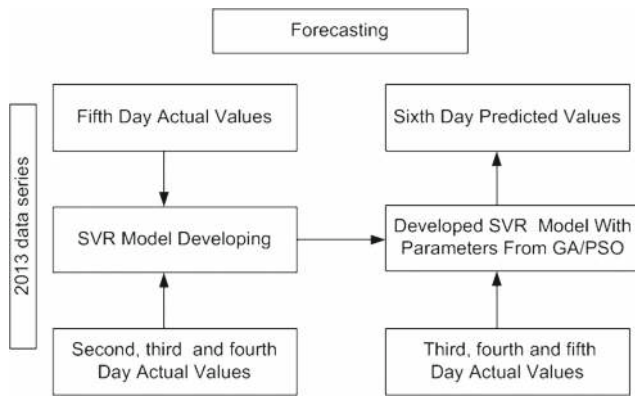 Forecasting
2013 data series
Fifth Day Actual Values
Sixth Day Predicted Values
SVR Model Developing
Developed SVR Model With
Parameters From GA/PSO
Second, third and fourth
Day Actual Values
Third, fourth and fifth
Day Actual Values